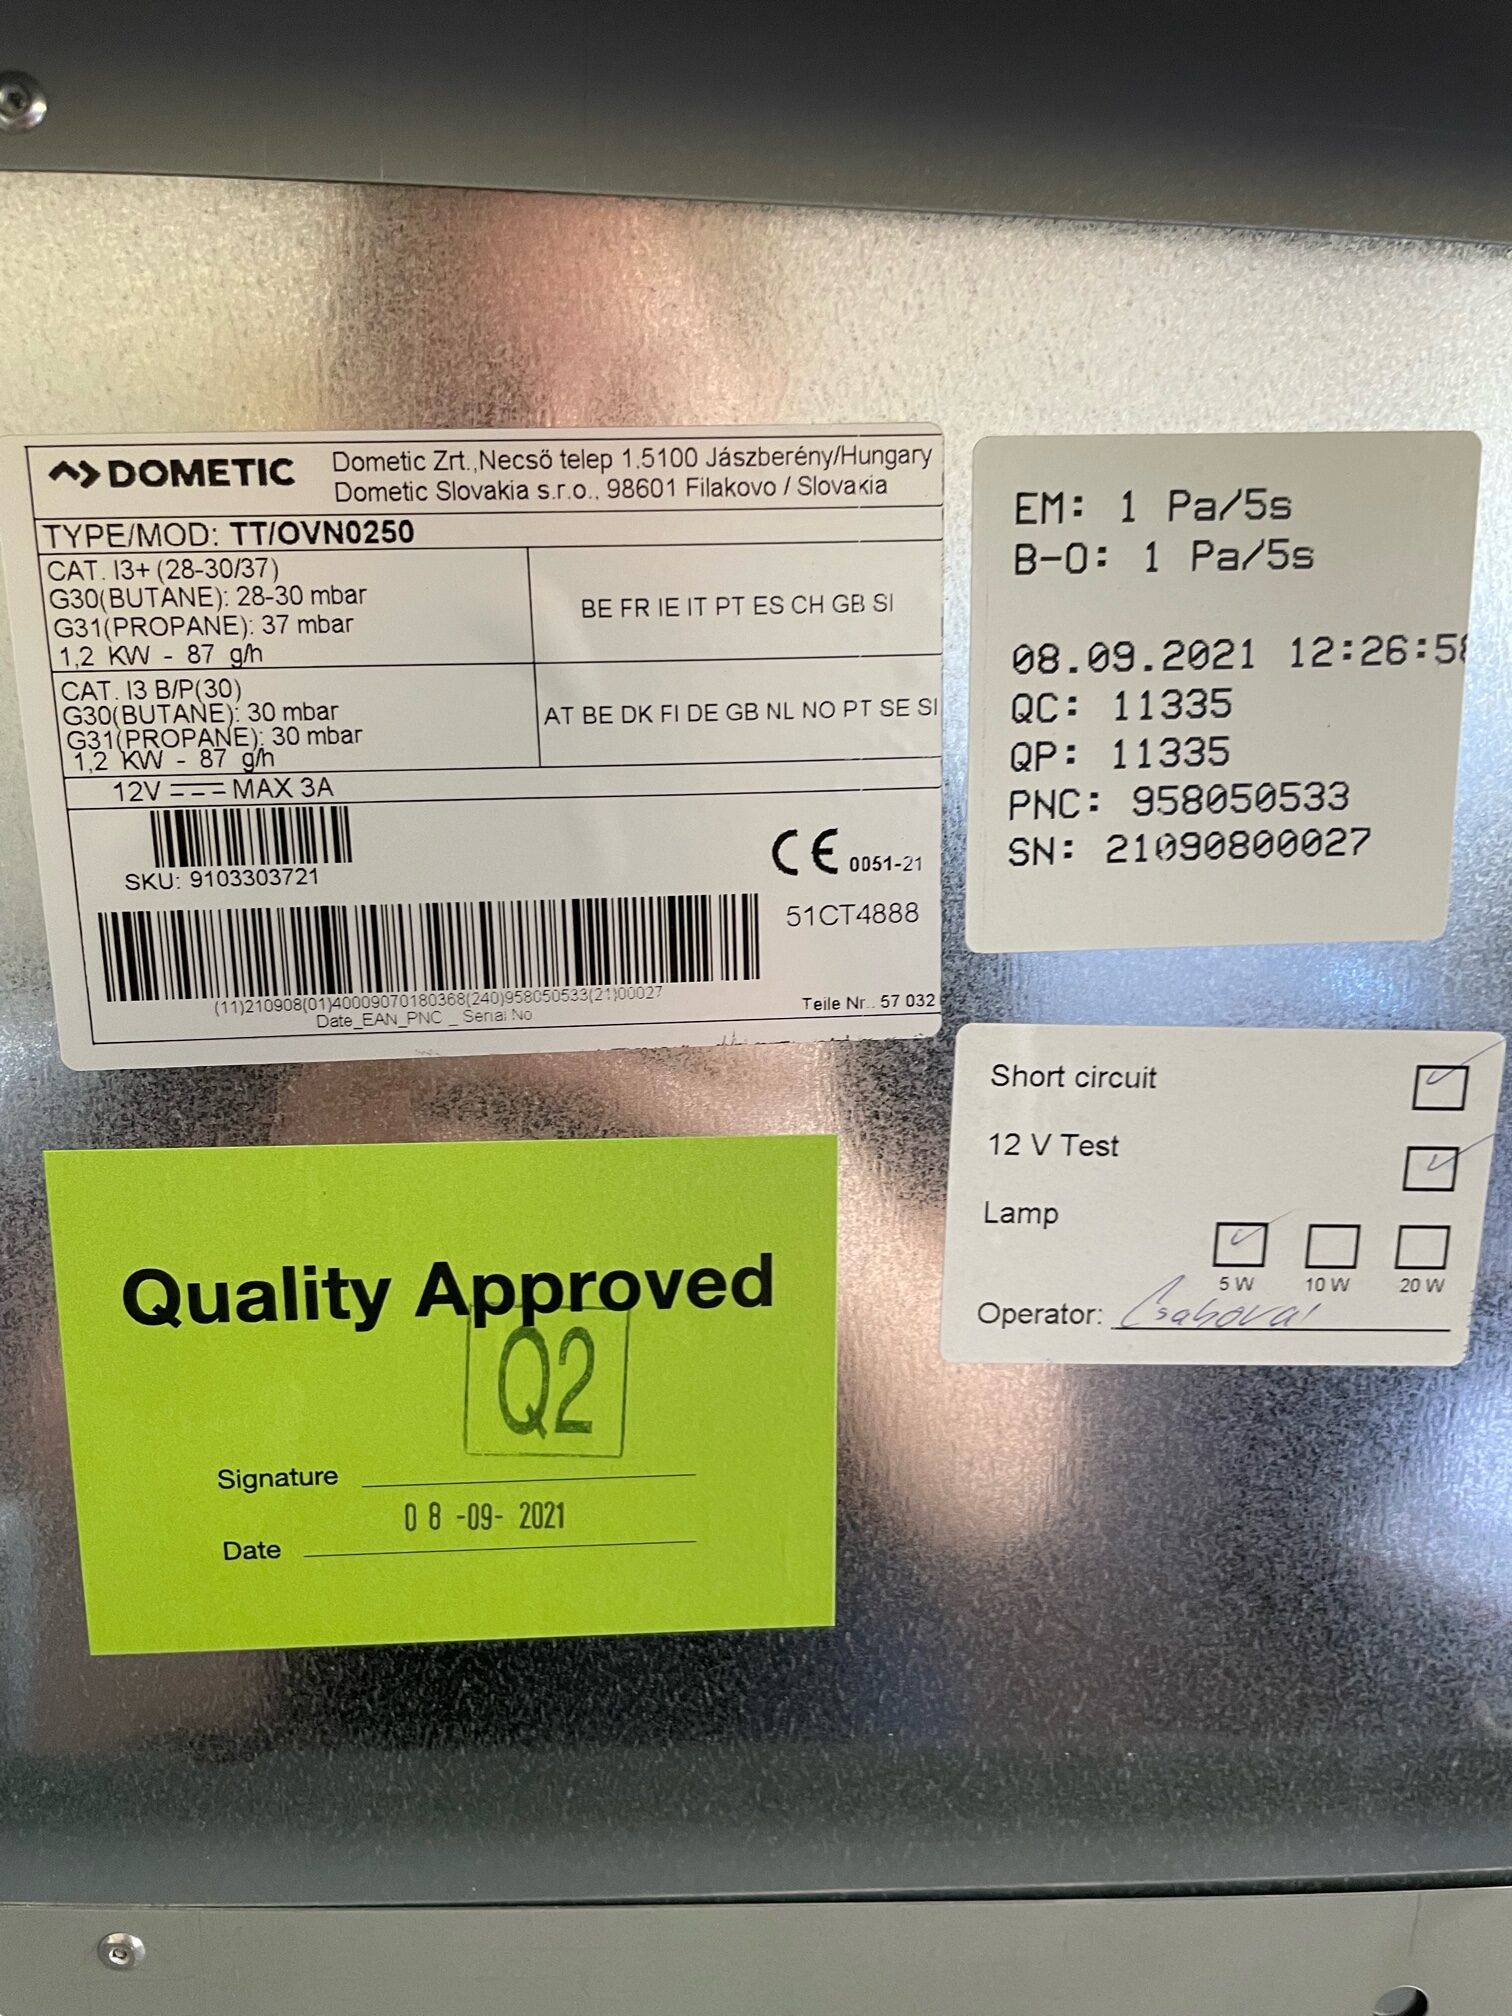 DOMETIC
Dometic Zrt.,Necsö telep 1,5100 Jászberény/Hungary
Dometic Slovakia s.r.o., 98601 Filakovo / Slovakia
TYPE/MOD: TT/OVN0250
CAT. I3+ (28-30/37)
G30(BUTANE): 28-30 mbar
G31(PROPANE): 37 mbar
1,2 KW - 87 g/h
BE FR IE IT PT ES CH GB SI
CAT. I3 B/P(30)
G30(BUTANE): 30 mbar
G31(PROPANE): 30 mbar
1,2 KW - 87 g/h
AT BE DK FI DE GB NL NO PT SE SI
12V MAX 3A
SKU: 9103303721
CE 0051-21
51CT4888
(11)210908(01)40009070180368(240)958050533(21)00027
Date_EAN_PNC _ Serial No
Teile Nr.. 57 032
EM: 1 Pa/5s
B-O: 1 Pa/5s
08.09.2021 12:26:58
QC: 11335
QP: 11335
PNC: 958050533
SN: 21090800027
Short circuit
12 V Test
Lamp
5 W 10 W 20 W
Operator:
Quality Approved
Q2
Signature
08 -09- 2021
Date